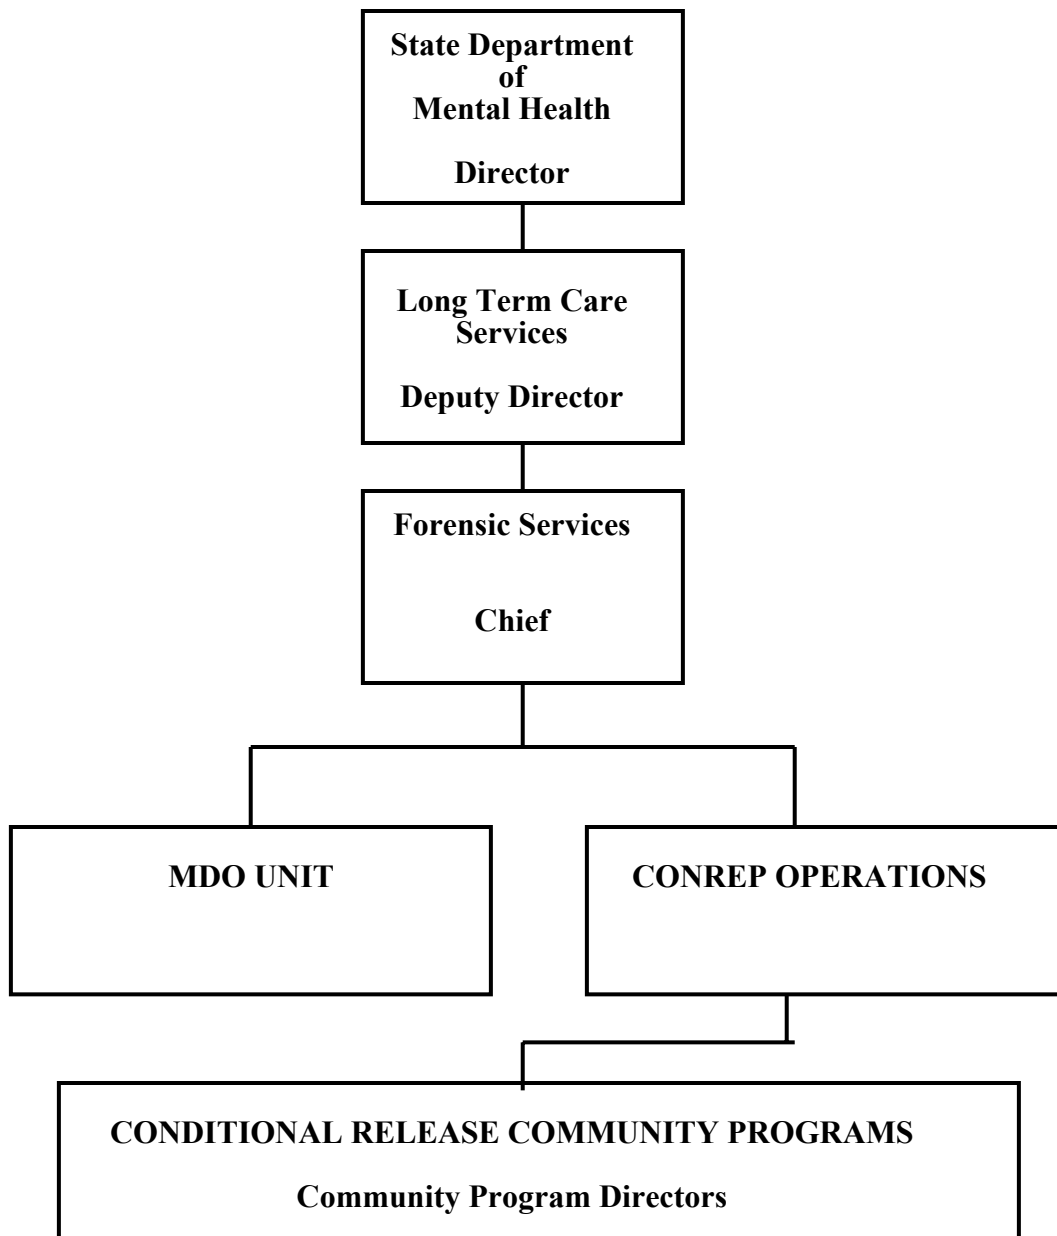 State Department
of
Mental Health
Director
Long Term Care
Services
Deputy Director
Forensic Services
Chief
MDO UNIT
CONREP OPERATIONS
CONDITIONAL RELEASE COMMUNITY PROGRAMS
Community Program Directors